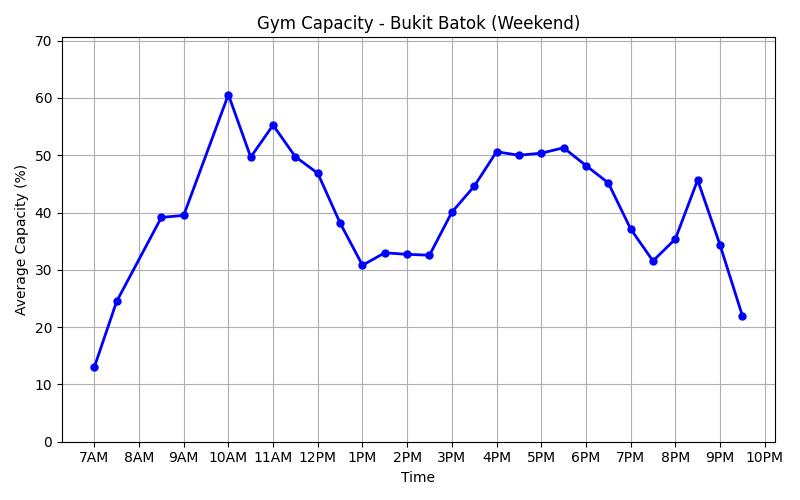 Gym Capacity - Bukit Batok (Weekend)
Average Capacity (%)
70
60
50
40
30
20
10
0
7AM 8AM 9AM 10AM 11AM 12PM 1PM 2PM 3PM 4PM 5PM 6PM 7PM 8PM 9PM 10PM
Time